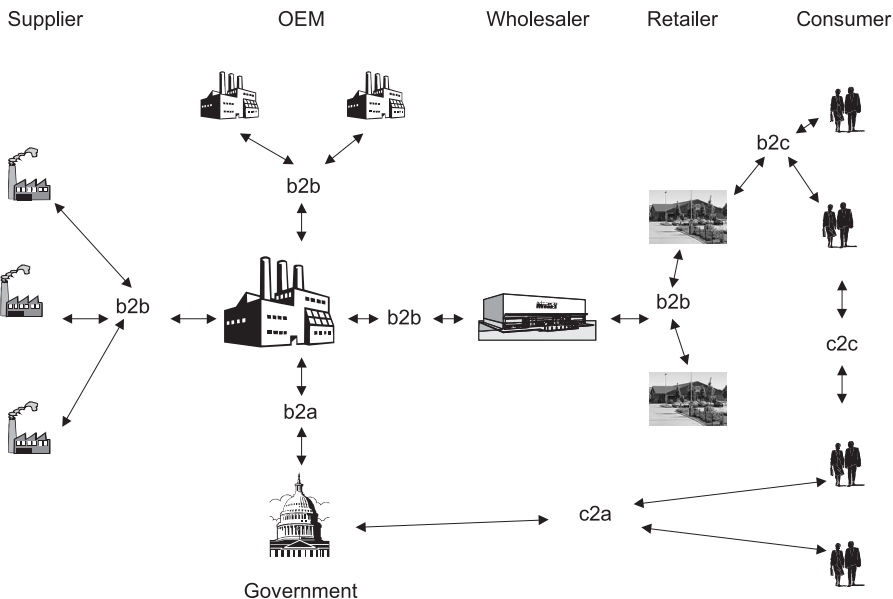 Supplier OEM Wholesaler Retailer Consumer
b2c
b2b
b2b b2b b2b
c2c
b2a
c2a
Government